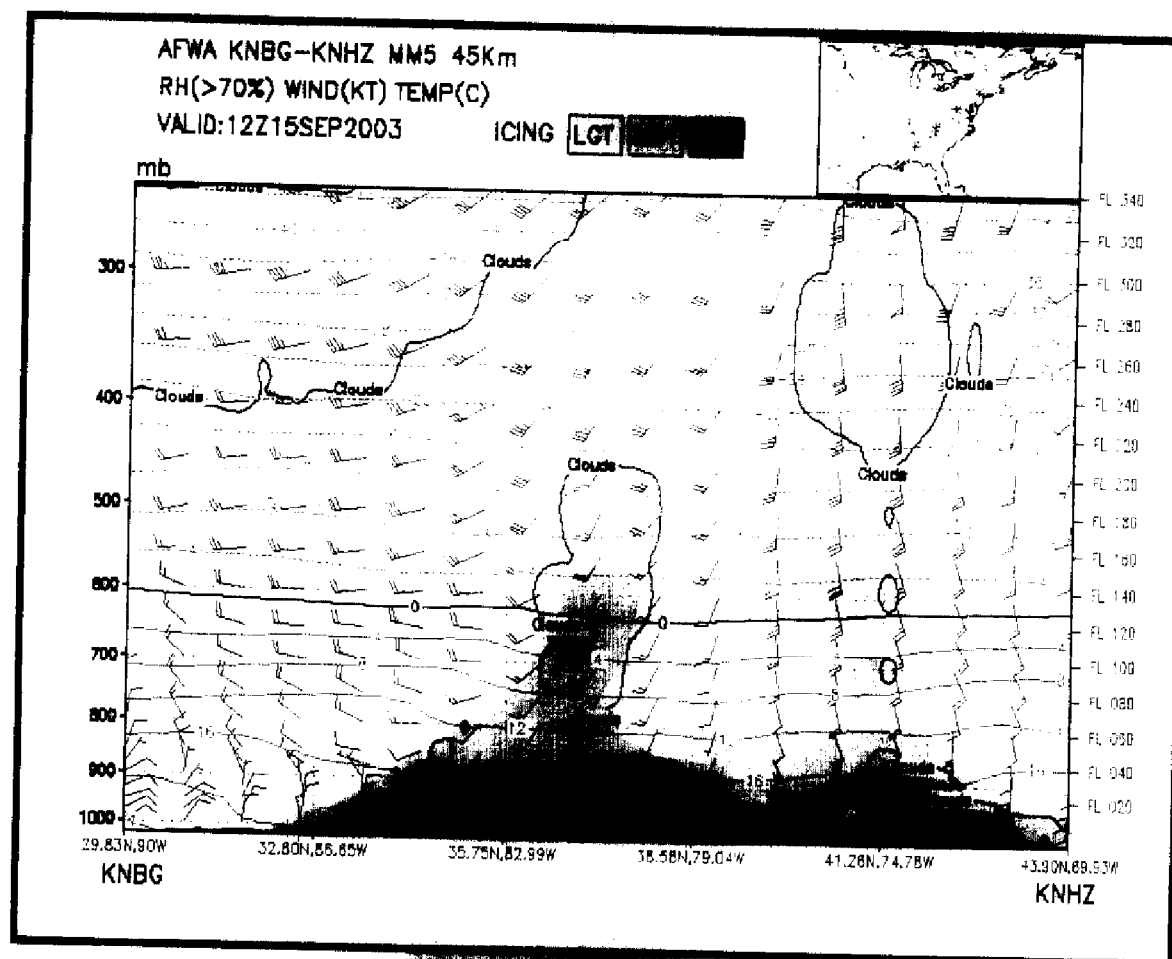 AFWA KNBG-KNHZ MM5 45Km
RH(>70%) WIND(KT) TEMP(C)
VALID:12Z15SEP2003
ICING LGT
mb
Clouds
Clouds
FL 340
Clouds
300
FL 320
FL 300
FL 280
FL 260
Clouds
Clouds
Clouds
400
FL 240
FL 220
Clouds
Clouds
FL 200
500
FL 180
FL 160
600
FL 140
0
0
FL 120
700
FL 100
FL 080
800
12
FL 060
16
900
16
FL 040
FL 020
1000
29.83N,90W
32.80N,86.65W
35.75N,82.99W
38.58N,79.04W
41.26N,74.78W
43.90N,69.93W
KNBG
KNHZ